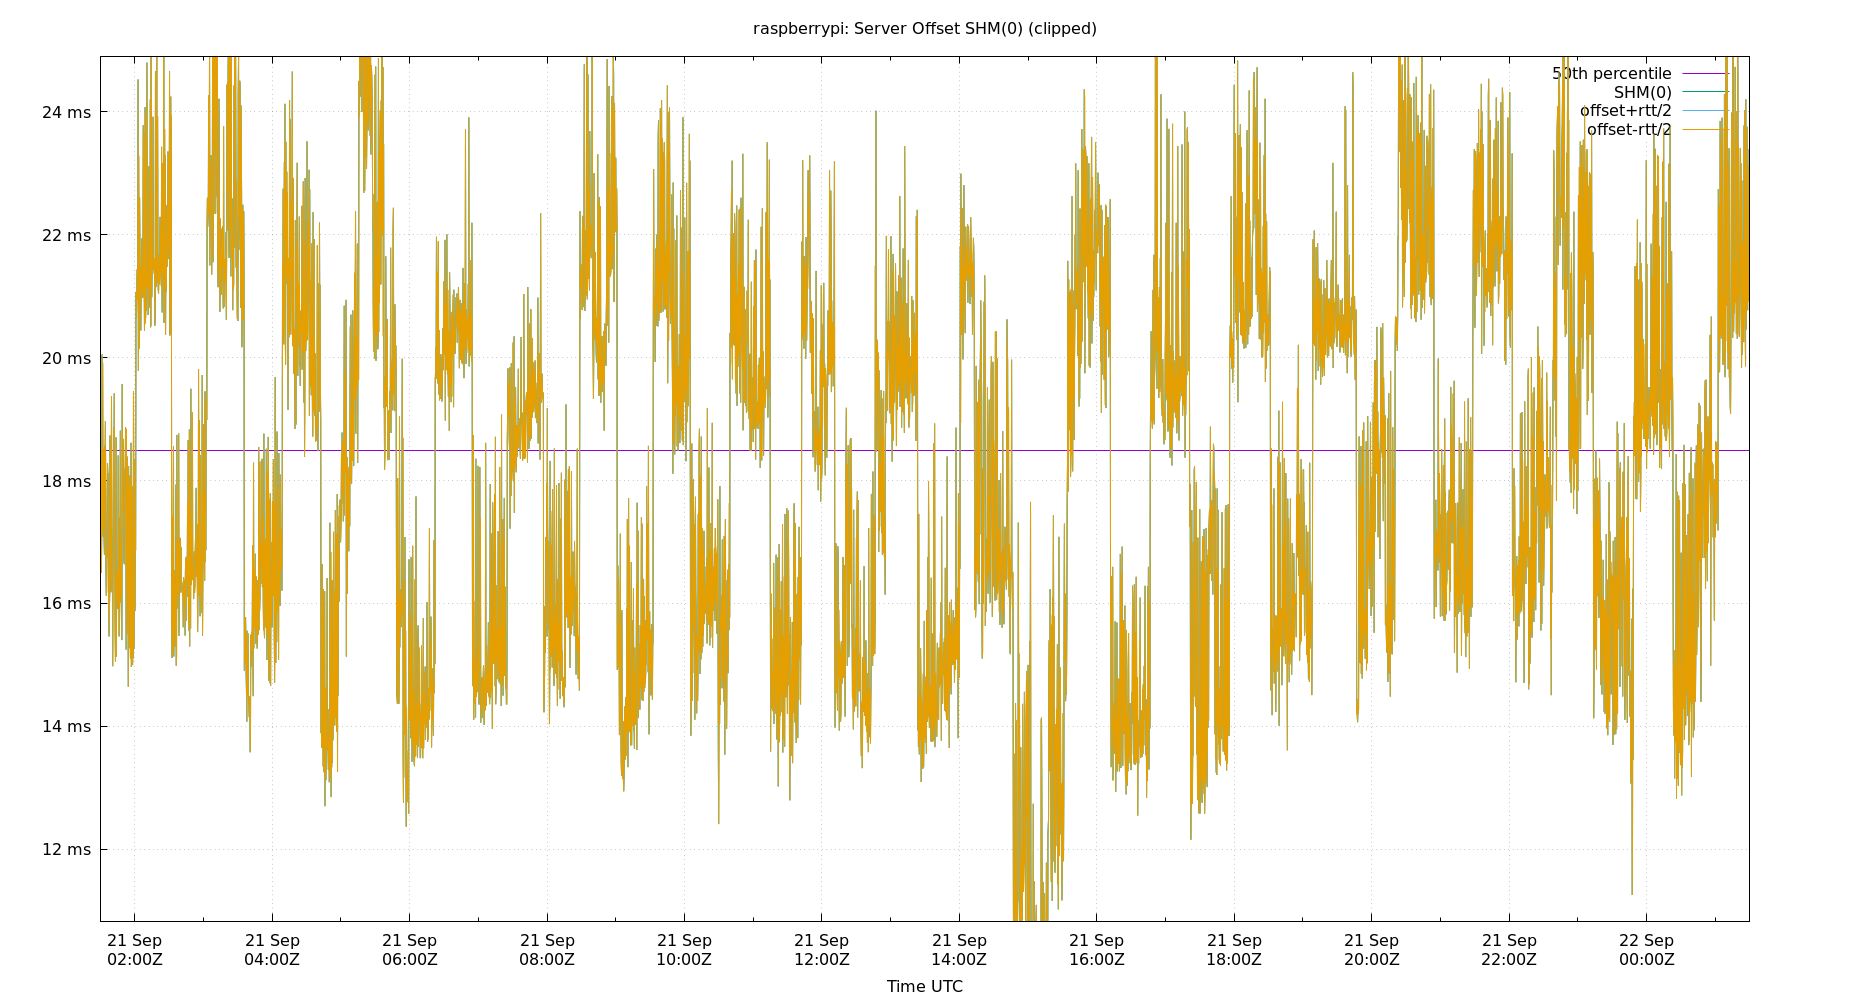 raspberrypi: Server Offset SHM(0) (clipped)
50th percentile
SHM(0)
offset+rtt/2
offset-rtt/2
24 ms
22 ms
20 ms
18 ms
16 ms
14 ms
12 ms
21 Sep 21 Sep 21 Sep 21 Sep 21 Sep 21 Sep 21 Sep 21 Sep 21 Sep 21 Sep 21 Sep 22 Sep
02:00Z 04:00Z 06:00Z 08:00Z 10:00Z 12:00Z 14:00Z 16:00Z 18:00Z 20:00Z 22:00Z 00:00Z
Time UTC